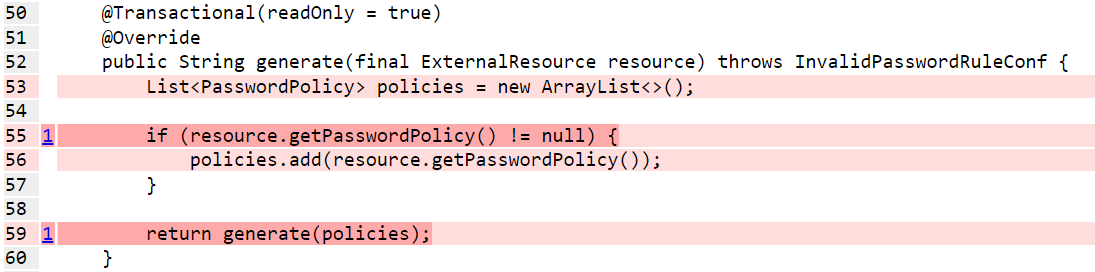 50 @Transactional(readOnly = true)
51 @Override
52 public String generate(final ExternalResource resource) throws InvalidPasswordRuleConf {
53 List<PasswordPolicy> policies = new ArrayList<>();
54
55 1 if (resource.getPasswordPolicy() != null) {
56 policies.add(resource.getPasswordPolicy());
57 }
58
59 1 return generate(policies);
60 }